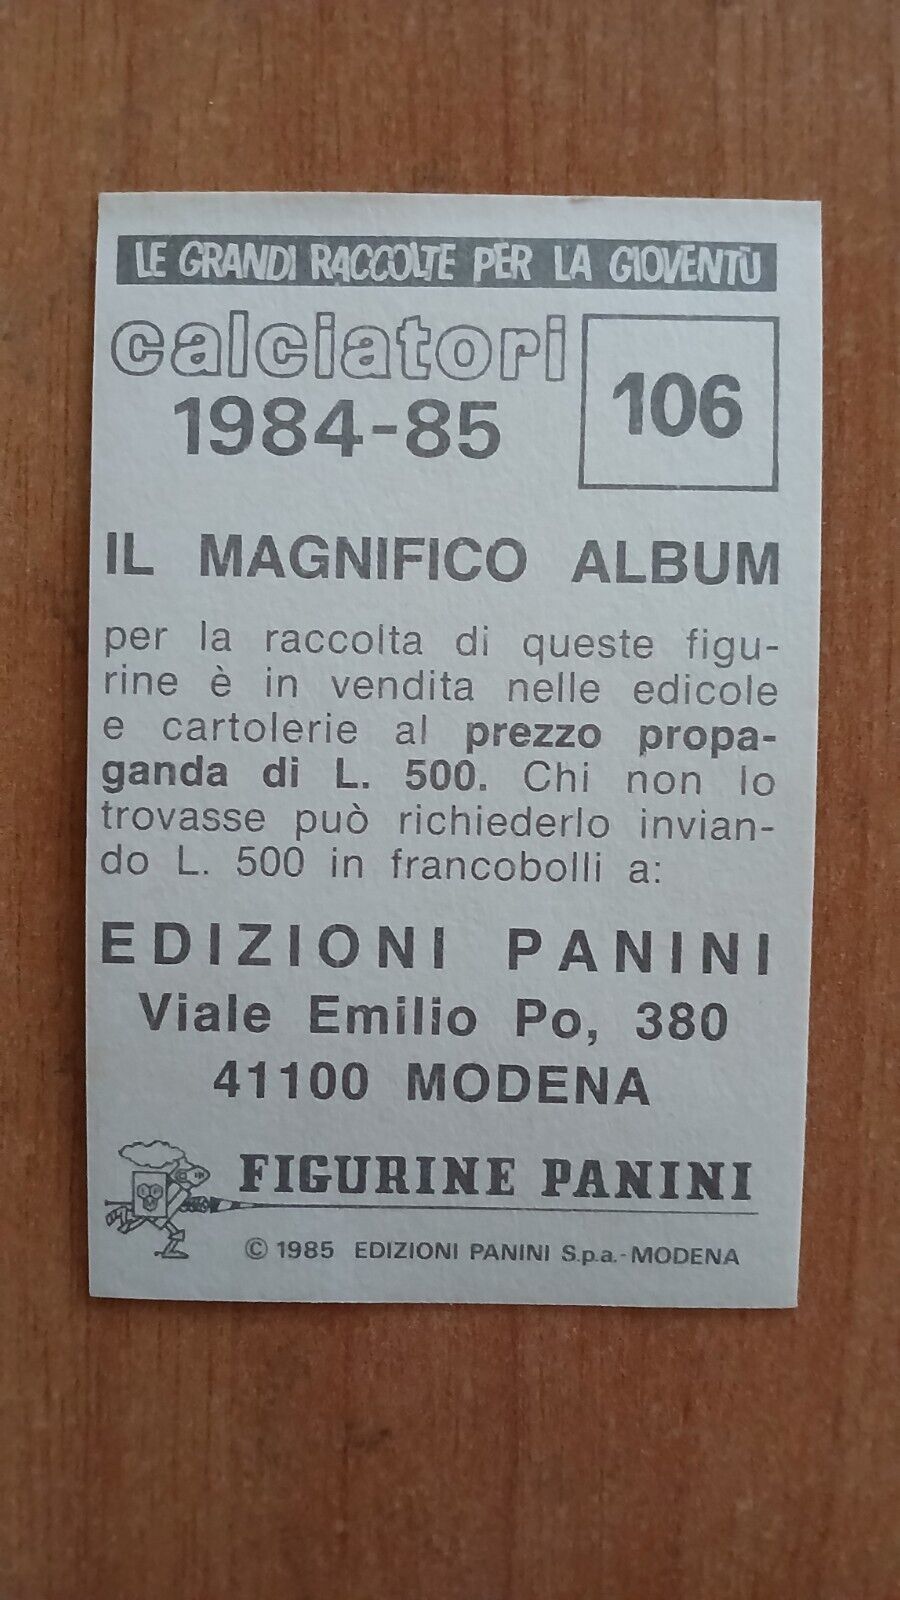 LE GRANDI RACCOLTE PER LA GIOVENTÙ
calciatori
1984-85
106
IL MAGNIFICO ALBUM
per la raccolta di queste figu-
rine è in vendita nelle edicole
e cartolerie al prezzo propa-
ganda di L. 500. Chi non lo
trovasse può richiederlo invian-
do L. 500 in francobolli a:
EDIZIONI PANINI
Viale Emilio Po, 380
41100 MODENA
FIGURINE PANINI
© 1985 EDIZIONI PANINI S.p.a.-MODENA